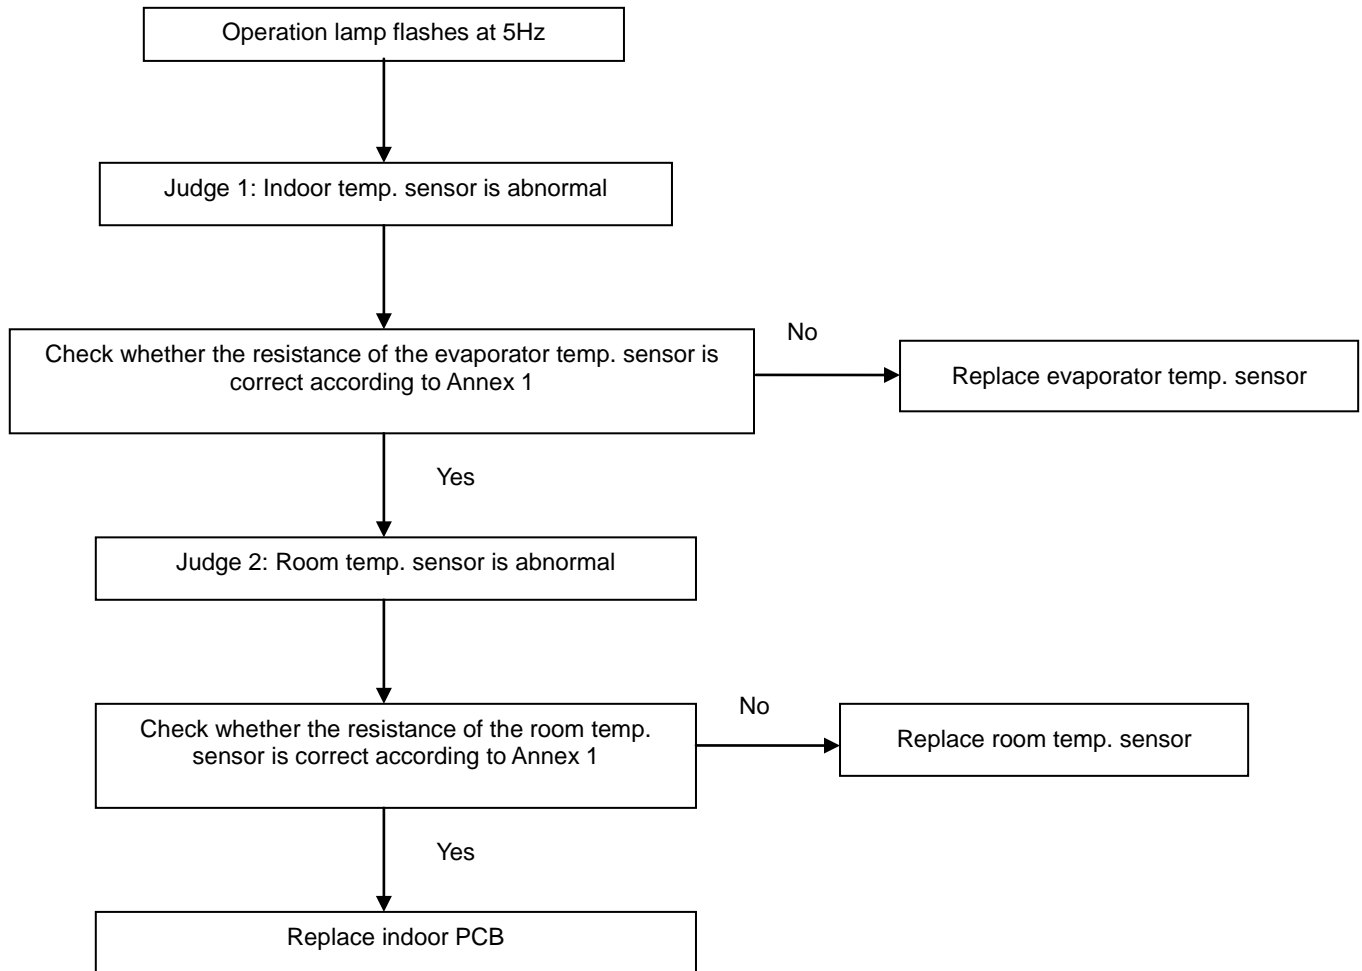 Operation lamp flashes at 5Hz
Judge 1: Indoor temp. sensor is abnormal
Check whether the resistance of the evaporator temp. sensor is
correct according to Annex 1
No
Replace evaporator temp. sensor
Yes
Judge 2: Room temp. sensor is abnormal
Check whether the resistance of the room temp.
sensor is correct according to Annex 1
No
Replace room temp. sensor
Yes
Replace indoor PCB